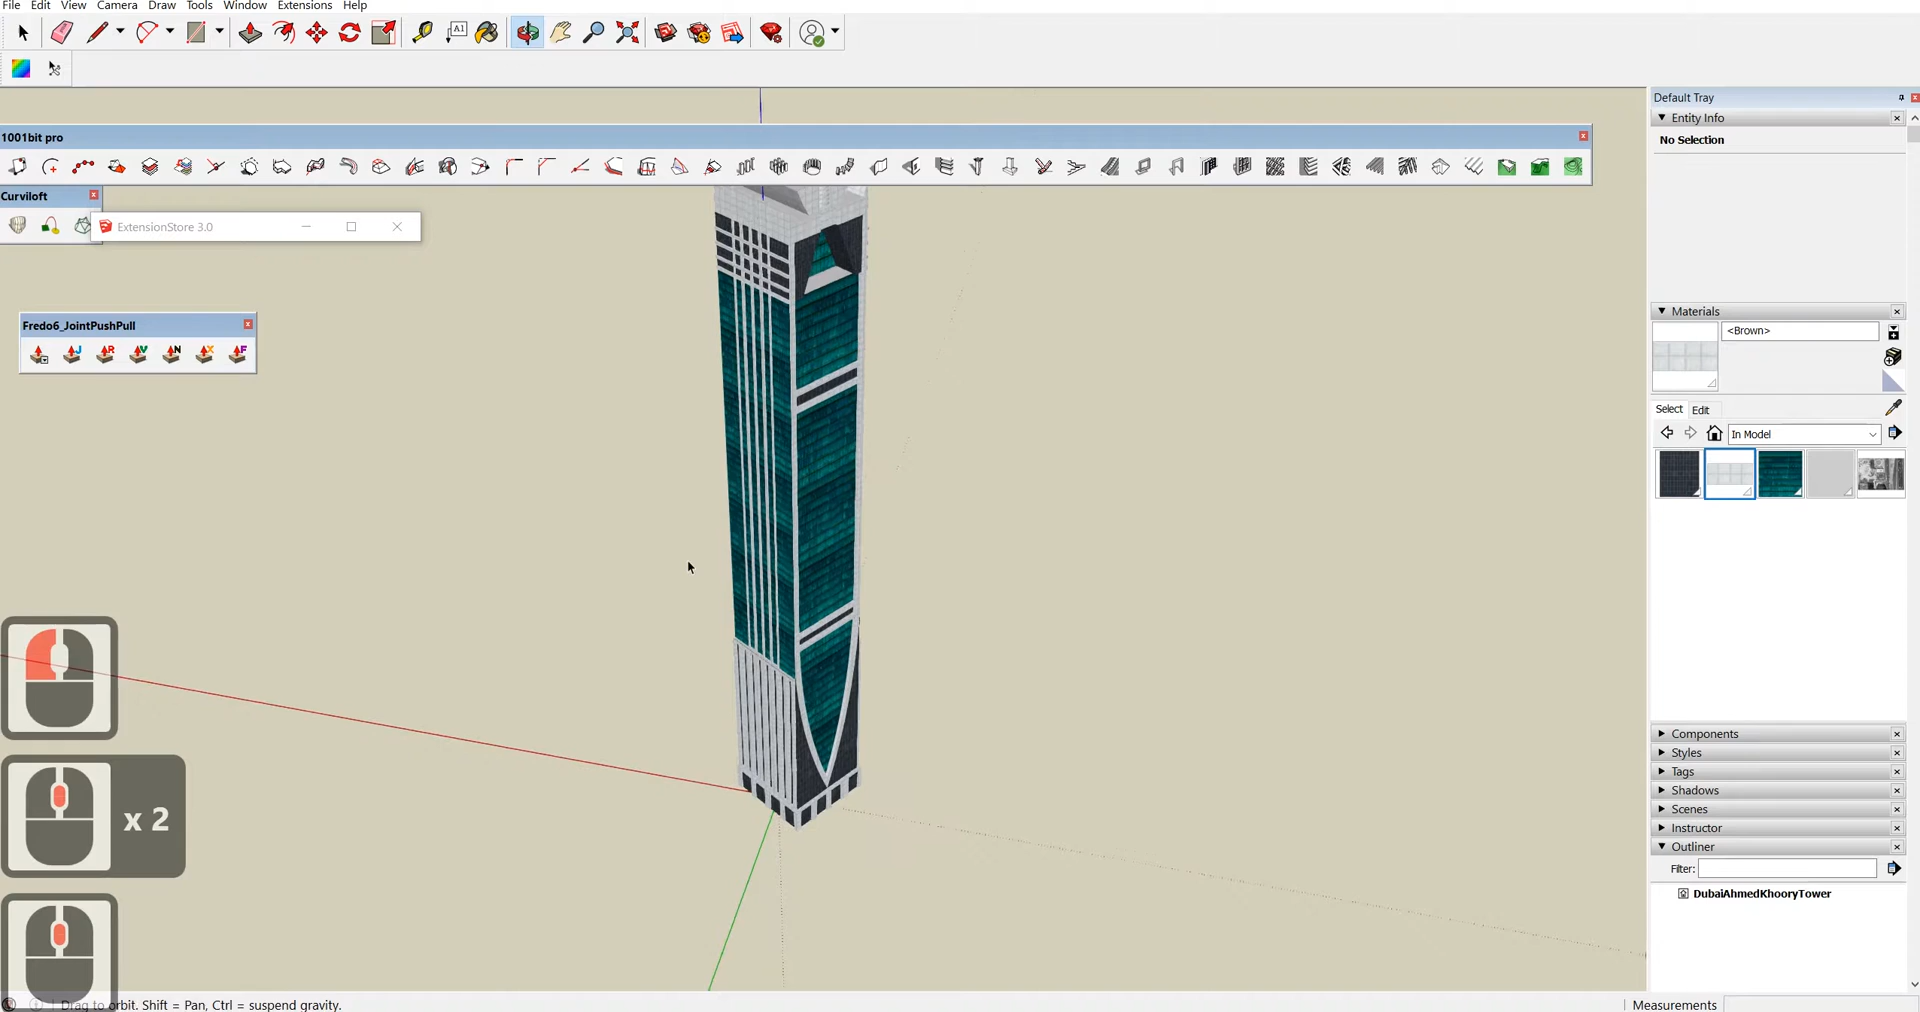 File Edit View Camera Draw Tools Window Extensions Help
A1
Default Tray
Entity Info
No Selection
1001bit pro
Curviloft
ExtensionStore 3.0
Fredo6_JointPushPull
J R V N X F
Materials
<Brown>
Select Edit
In Model
x 2
Components
Styles
Tags
Shadows
Scenes
Instructor
Outliner
Filter:
DubaiAhmedKhooryTower
Drag to orbit. Shift = Pan, Ctrl = suspend gravity.
Measurements